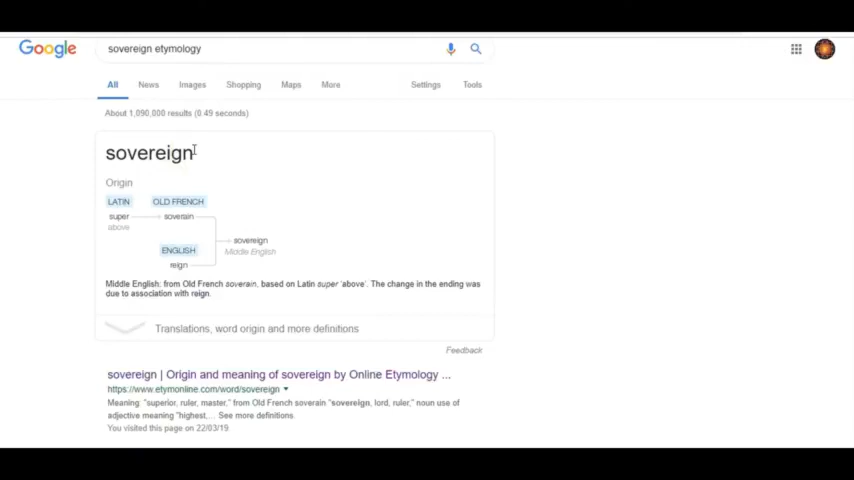 Google
sovereign etymology
All News Images Shopping Maps More Settings Tools
About 1,090,000 results (0.49 seconds)
sovereign
Origin
LATIN OLD FRENCH
super soverain
above
sovereign
ENGLISH Middle English
reign
Middle English: from Old French soverain, based on Latin super 'above'. The change in the ending was
due to association with reign.
Translations, word origin and more definitions
Feedback
sovereign | Origin and meaning of sovereign by Online Etymology ...
https://www.etymonline.com/word/sovereign
Meaning: "superior, ruler, master," from Old French soverain "sovereign, lord, ruler," noun use of
adjective meaning "highest,... See more definitions
You visited this page on 22/03/19